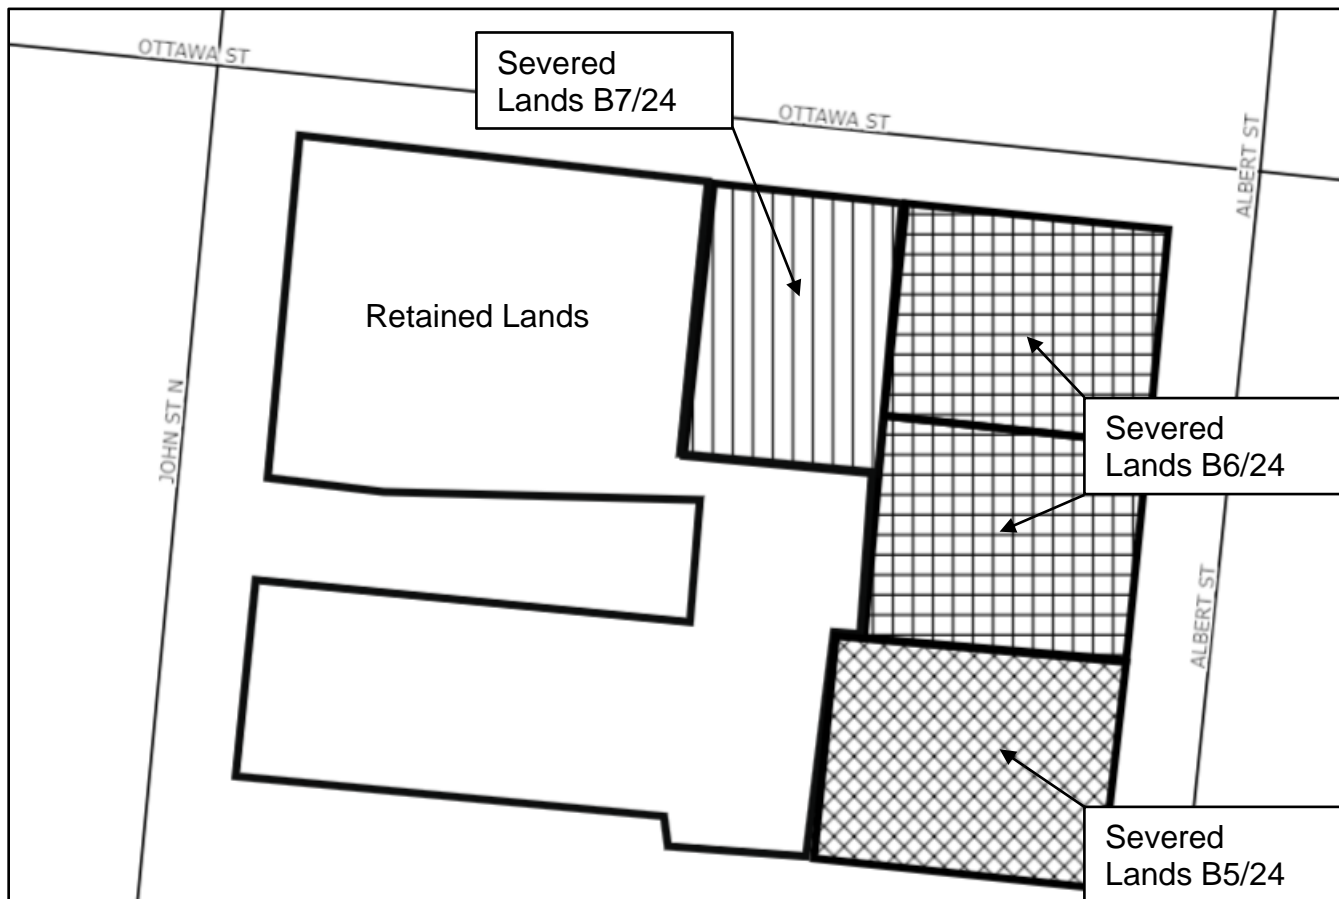 OTTAWA ST
Severed
Lands B7/24
OTTAWA ST
ALBERT ST
Retained Lands
JOHN ST N
Severed
Lands B6/24
ALBERT ST
Severed
Lands B5/24